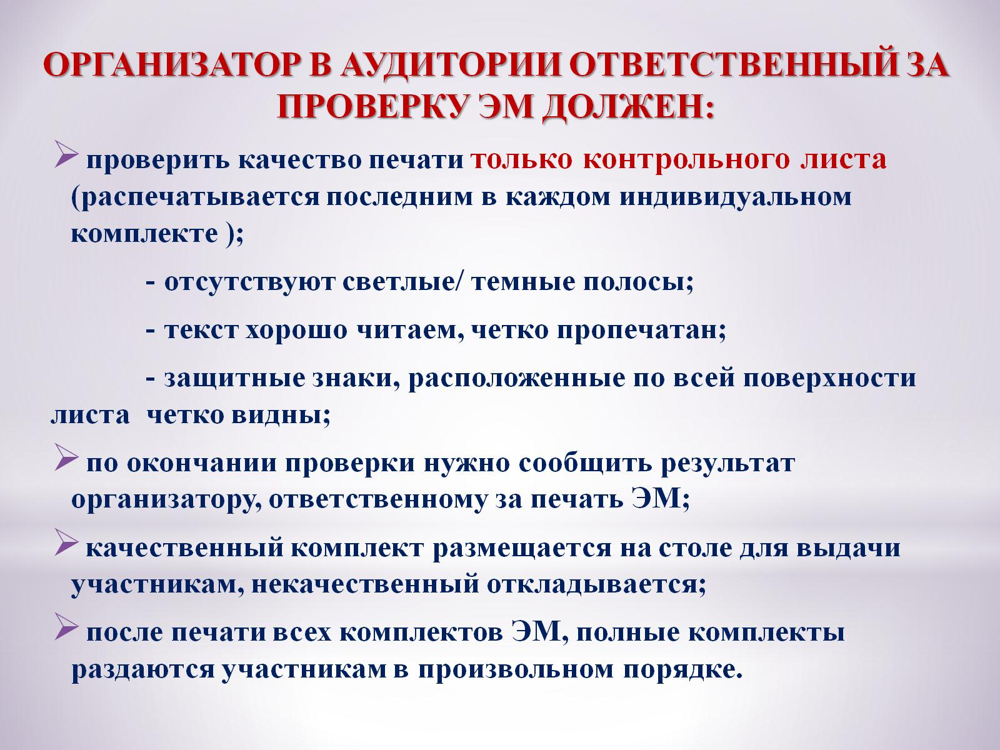 ОРГАНИЗАТОР В АУДИТОРИИ ОТВЕТСТВЕННЫЙ ЗА
ПРОВЕРКУ ЭМ ДОЛЖЕН:
проверить качество печати только контрольного листа
(распечатывается последним в каждом индивидуальном
комплекте );
- отсутствуют светлые/ темные полосы;
- текст хорошо читаем, четко пропечатан;
- защитные знаки, расположенные по всей поверхности
листа четко видны;
по окончании проверки нужно сообщить результат
организатору, ответственному за печать ЭМ;
качественный комплект размещается на столе для выдачи
участникам, некачественный откладывается;
после печати всех комплектов ЭМ, полные комплекты
раздаются участникам в произвольном порядке.